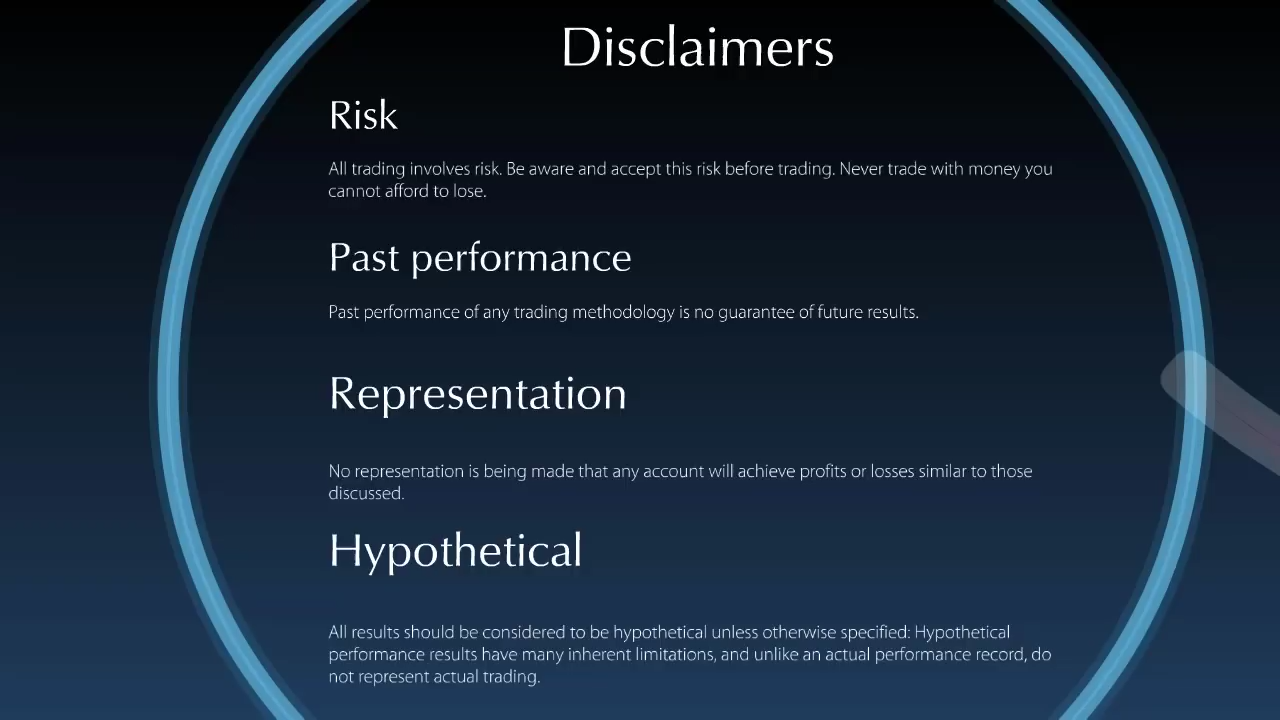 Disclaimers
Risk
All trading involves risk. Be aware and accept this risk before trading. Never trade with money you
cannot afford to lose.
Past performance
Past performance of any trading methodology is no guarantee of future results.
Representation
No representation is being made that any account will achieve profits or losses similar to those
discussed.
Hypothetical
All results should be considered to be hypothetical unless otherwise specified: Hypothetical
performance results have many inherent limitations, and unlike an actual performance record, do
not represent actual trading.